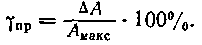 γпр = ΔA / Aмакс · 100%.